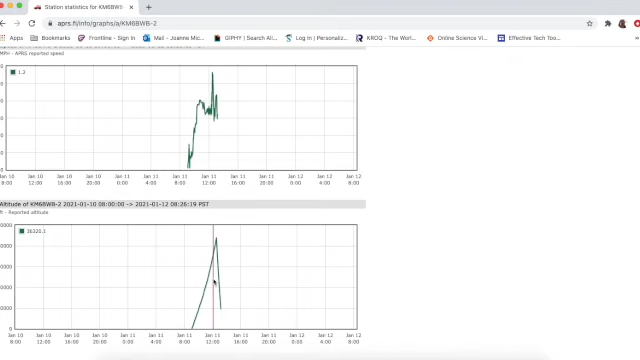 Station statistics for KM6BWB-
aprs.fi/info/graphs/a/KM6BWB-2
Apps Bookmarks Frontline - Sign In United States - Joanne Mic... GIPHY | Search All... Log In | Personaliz... KROQ | Commercial... Online Science Vi... Effective Tech Too...
MPH - APRS reported speed
1.2
Jan 10 Jan 10 Jan 10 Jan 10 Jan 11 Jan 11 Jan 11 Jan 11 Jan 11 Jan 11 Jan 12 Jan 12 Jan 12
8:00 12:00 16:00 20:00 0:00 4:00 8:00 12:00 16:00 20:00 0:00 4:00 8:00
Altitude of KM6BWB-2 2021-01-10 08:00:00 -> 2021-01-12 08:26:19 PST
ft - Reported altitude
36320.1
Jan 10 Jan 10 Jan 10 Jan 10 Jan 11 Jan 11 Jan 11 Jan 11 Jan 11 Jan 11 Jan 12 Jan 12 Jan 12
8:00 12:00 16:00 20:00 0:00 4:00 8:00 12:00 16:00 20:00 0:00 4:00 8:00